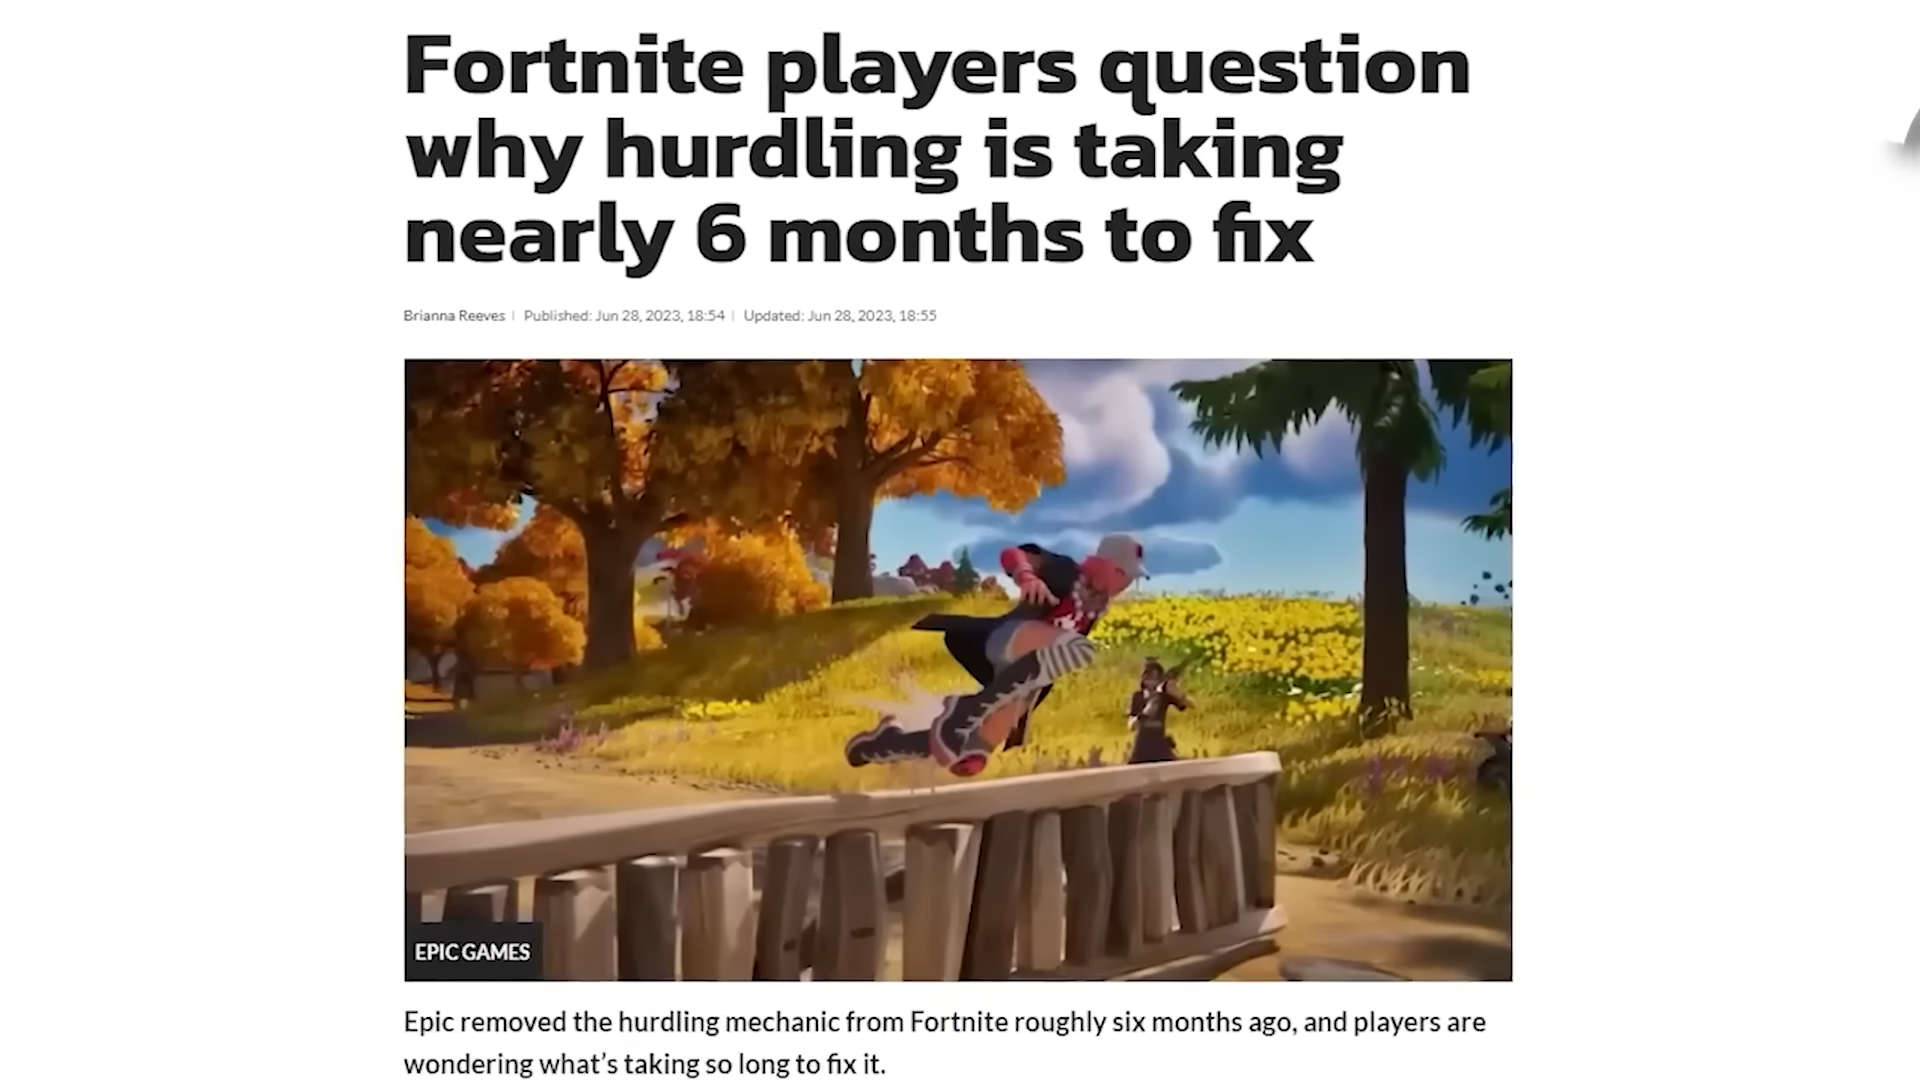 Fortnite players question
why hurdling is taking
nearly 6 months to fix
Brianna Reeves | Published: Jun 28, 2023, 18:54 | Updated: Jun 28, 2023, 18:55
EPIC GAMES
Epic removed the hurdling mechanic from Fortnite roughly six months ago, and players are
wondering what’s taking so long to fix it.